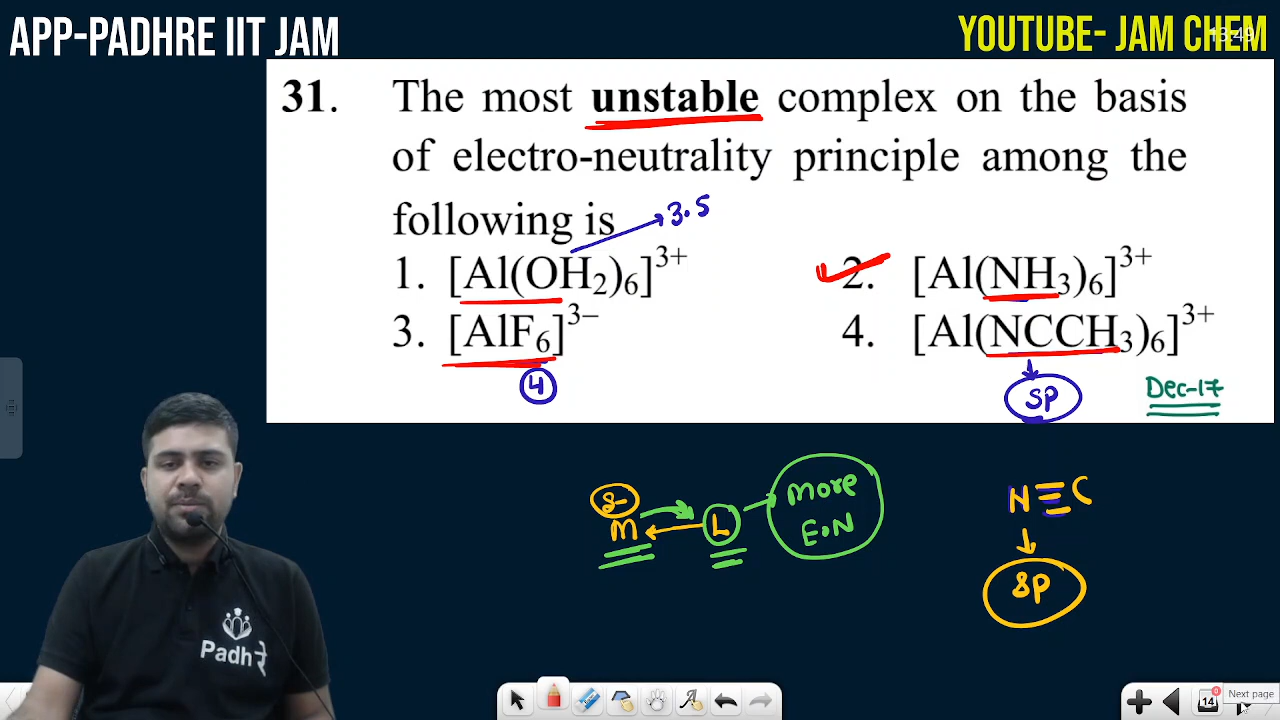 APP-PADHRE IIT JAM
YOUTUBE- JAM CHEM
31. The most unstable complex on the basis
of electro-neutrality principle among the
following is
3.5
1. [Al(OH₂)₆]³⁺ 2. [Al(NH₃)₆]³⁺
3. [AlF₆]³⁻ 4. [Al(NCCH₃)₆]³⁺
4
SP
Dec-17
δ-
M L more
E.N
N≡C
SP
Padhरे
14
Next page